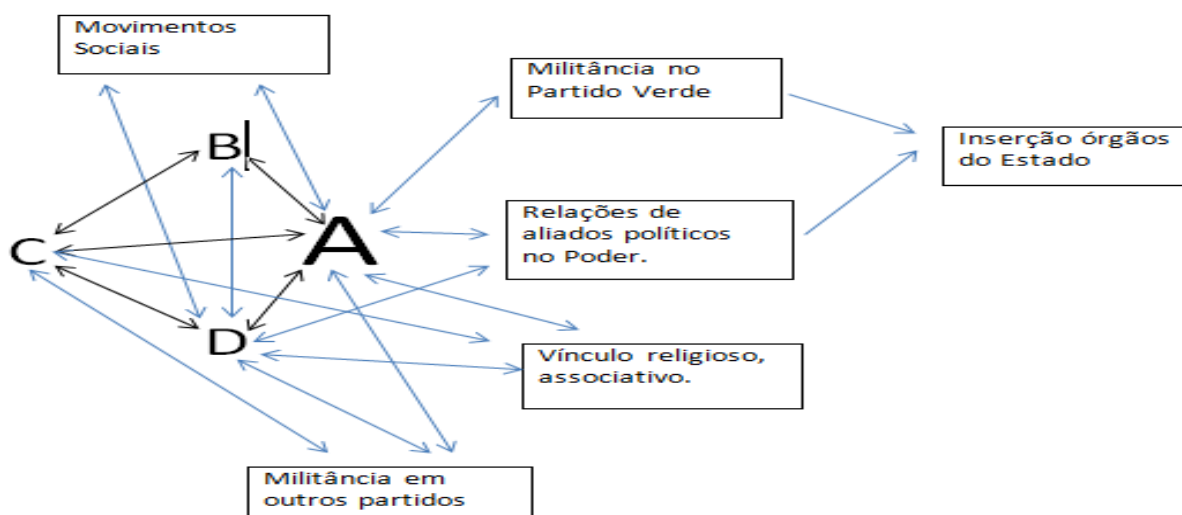 Movimentos
Sociais
Militância no
Partido Verde
Inserção órgãos
do Estado
B
Relações de
aliados políticos
no Poder.
A
C
D
Vínculo religioso,
associativo.
Militância em
outros partidos